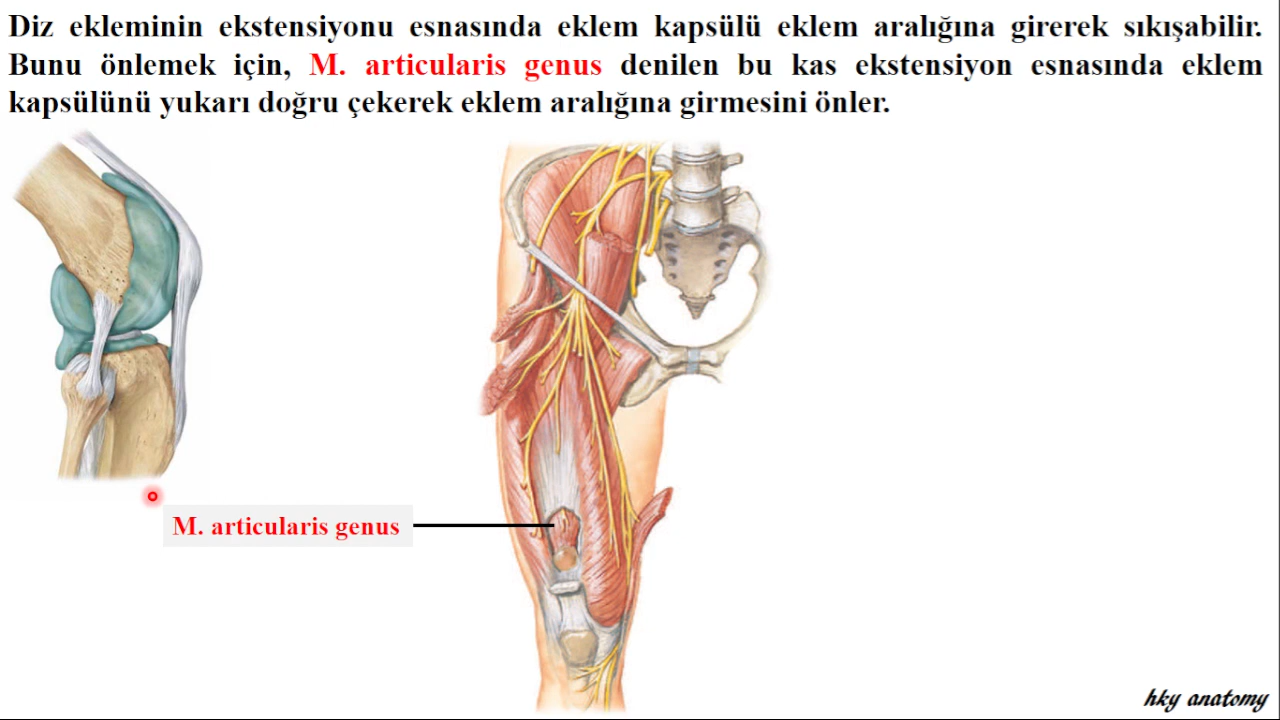 Diz ekleminin ekstensiyonu esnasında eklem kapsülü eklem aralığına girerek sıkışabilir.
Bunu önlemek için, M. articularis genus denilen bu kas ekstensiyon esnasında eklem
kapsülünü yukarı doğru çekerek eklem aralığına girmesini önler.
M. articularis genus
hky anatomy